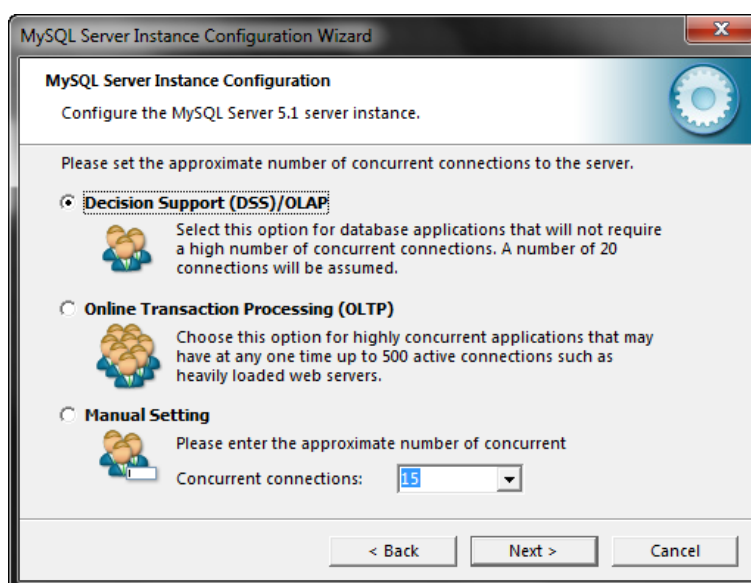 MySQL Server Instance Configuration Wizard
x
MySQL Server Instance Configuration
Configure the MySQL Server 5.1 server instance.
Please set the approximate number of concurrent connections to the server.
Decision Support (DSS)/OLAP
Select this option for database applications that will not require
a high number of concurrent connections. A number of 20
connections will be assumed.
Online Transaction Processing (OLTP)
Choose this option for highly concurrent applications that may
have at any one time up to 500 active connections such as
heavily loaded web servers.
Manual Setting
Please enter the approximate number of concurrent
Concurrent connections: 15
< Back Next > Cancel